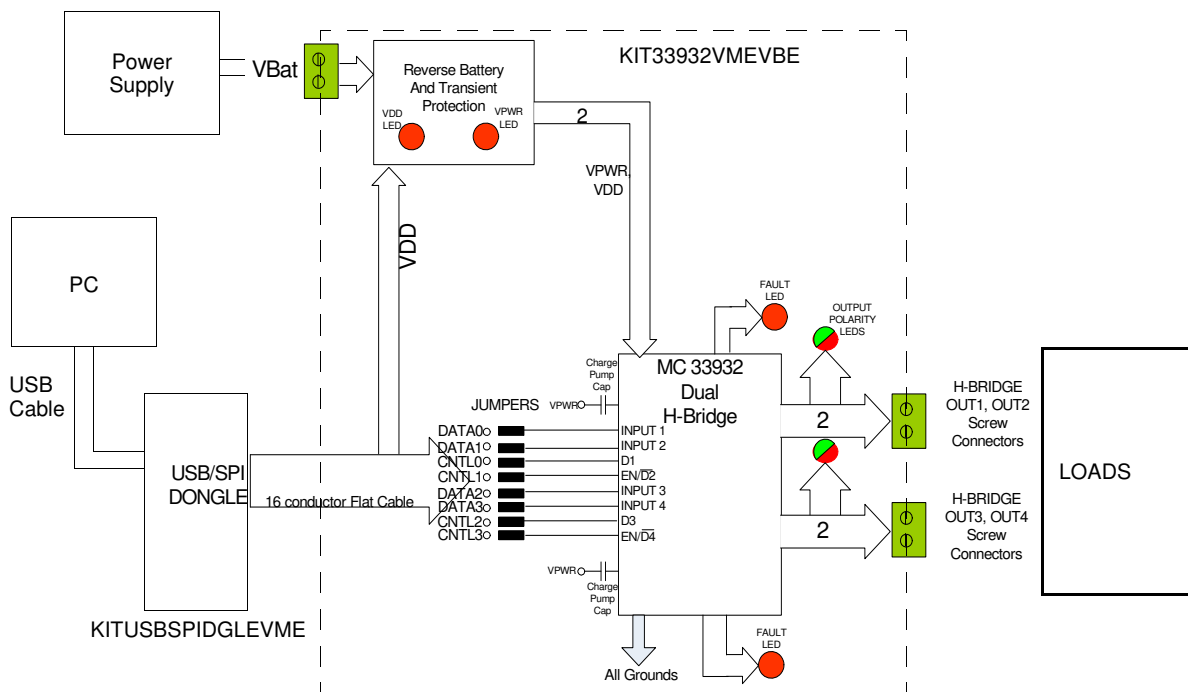 Power
Supply
VBat
Reverse Battery
And Transient
Protection
VDD
LED
VPWR
LED
KIT33932VMEVBE
2
VPWR,
VDD
VDD
PC
USB
Cable
USB/SPI
DONGLE
16 conductor Flat Cable
KITUSBSPIDGLEVME
JUMPERS
DATA0
DATA1
CNTL0
CNTL1
DATA2
DATA3
CNTL2
CNTL3
Charge
Pump
Cap
VPWR
MC 33932
Dual
H-Bridge
INPUT 1
INPUT 2
D1
EN/D̅2̅
INPUT 3
INPUT 4
D3
EN/D̅4̅
VPWR
Charge
Pump
Cap
All Grounds
FAULT
LED
FAULT
LED
OUTPUT
POLARITY
LEDS
2
2
H-BRIDGE
OUT1, OUT2
Screw
Connectors
H-BRIDGE
OUT3, OUT4
Screw
Connectors
LOADS